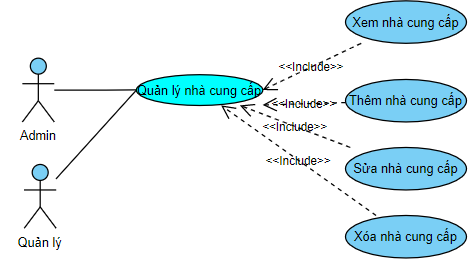 Xem nhà cung cấp
<<Include>>
Quản lý nhà cung cấp
<<Include>>
Thêm nhà cung cấp
Admin
<<Include>>
<<Include>>
Sửa nhà cung cấp
Quản lý
Xóa nhà cung cấp